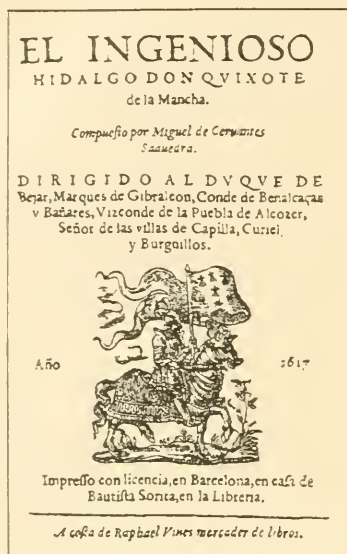 EL INGENIOSO
HIDALGO DON QVIXOTE
de la Mancha.
Compuesto por Miguel de Ceruantes
Saauedra.
DIRIGIDO AL DVQVE DE
Bejar, Marques de Gibraleon, Conde de Benalcaçar
y Bañares, Vizconde de la Puebla de Alcozer,
Señor de las villas de Capilla, Curiel,
y Burguillos.
Año 1617
Impresso con licencia, en Barcelona, en casa de
Bautista Sorita, en la Libreria.
A costa de Raphael Viues mercader de libros.